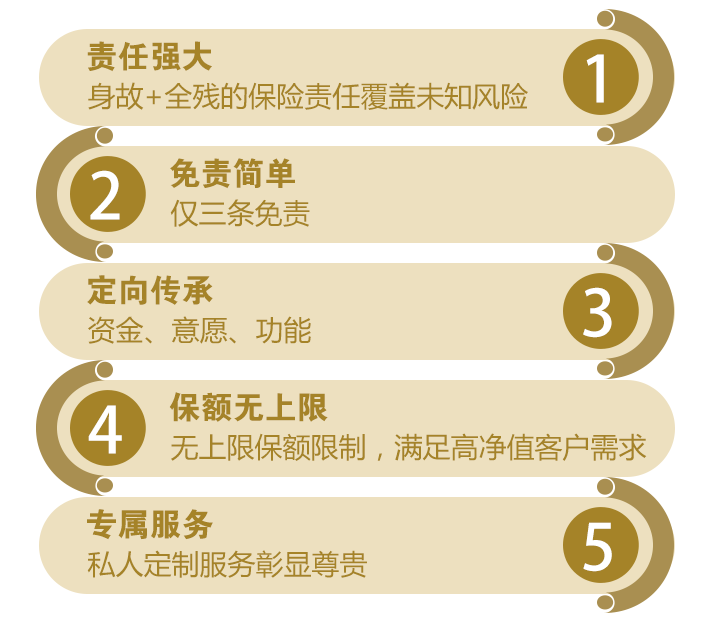 责任强大
身故+全残的保险责任覆盖未知风险
1
2
免责简单
仅三条免责
定向传承
资金、意愿、功能
3
4
保额无上限
无上限保额限制，满足高净值客户需求
专属服务
私人定制服务彰显尊贵
5